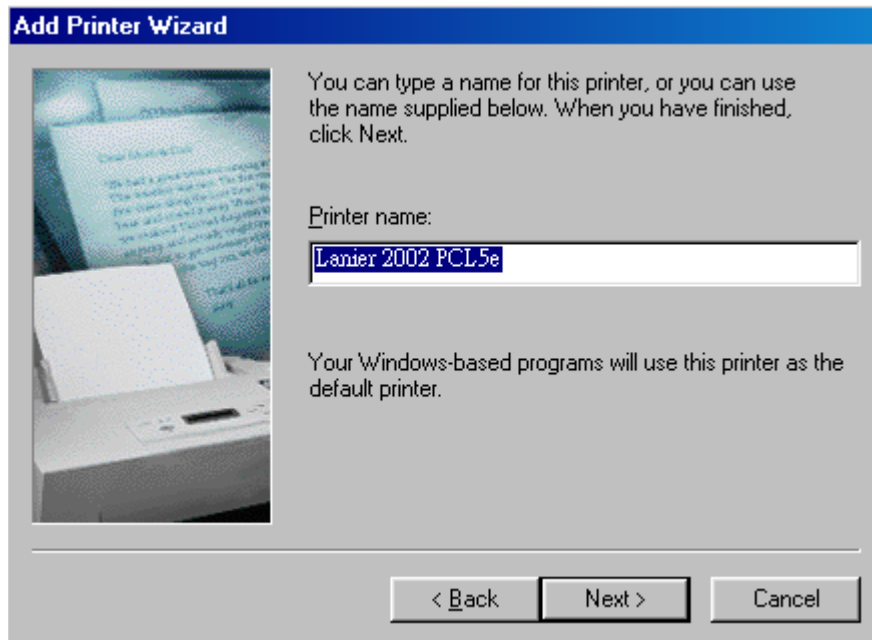 Add Printer Wizard
You can type a name for this printer, or you can use
the name supplied below. When you have finished,
click Next.
Printer name:
Lanier 2002 PCL5e
Your Windows-based programs will use this printer as the
default printer.
< Back
Next >
Cancel